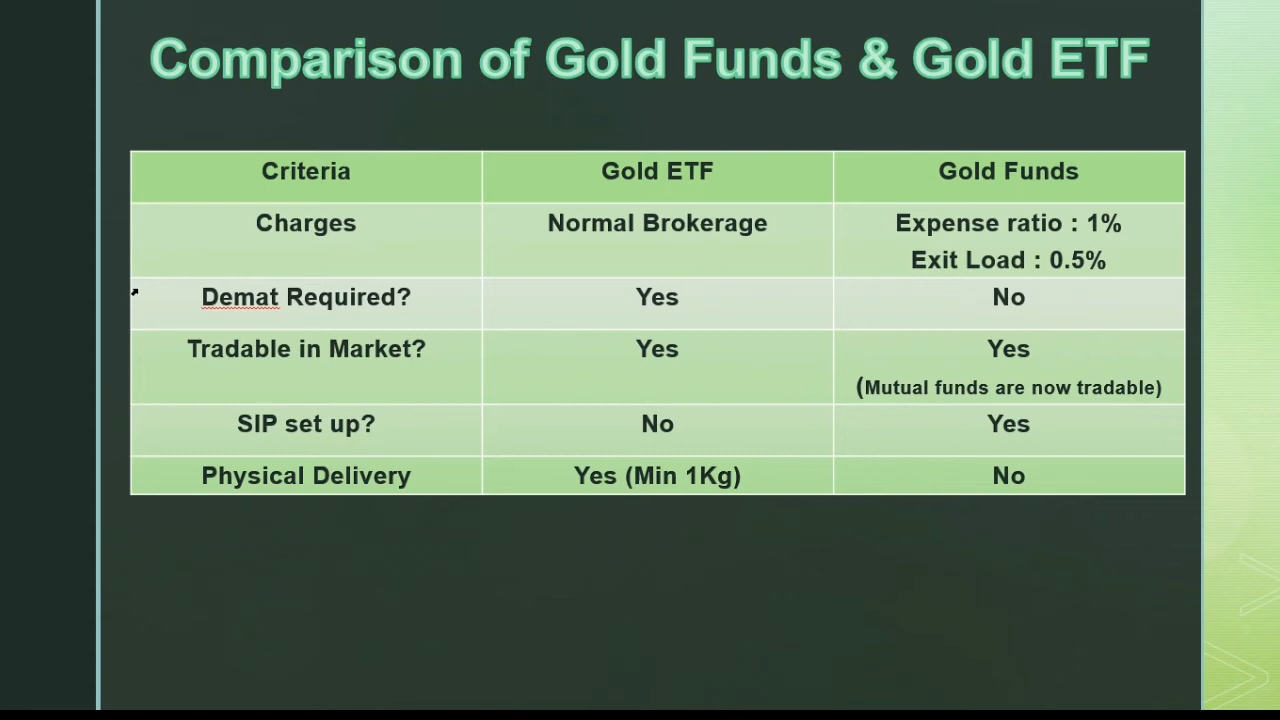 Comparison of Gold Funds & Gold ETF
Criteria Gold ETF Gold Funds
Charges Normal Brokerage Expense ratio : 1%
Exit Load : 0.5%
Demat Required? Yes No
Tradable in Market? Yes Yes
(Mutual funds are now tradable)
SIP set up? No Yes
Physical Delivery Yes (Min 1Kg) No